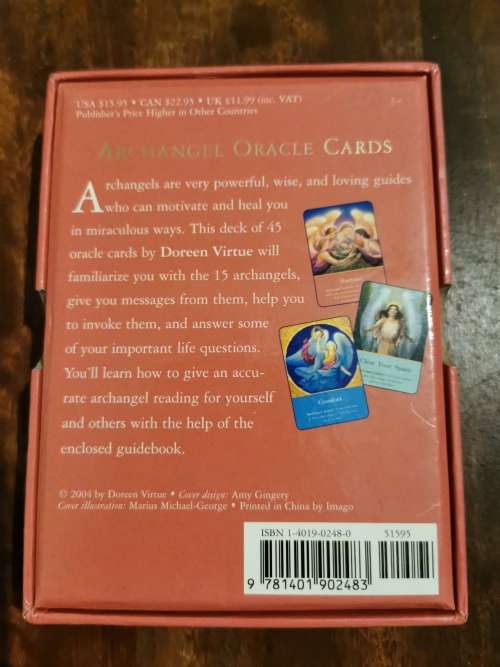 USA $15.95 • CAN $22.95 • UK £11.99 (inc. VAT)
Publisher's Price Higher in Other Countries
ARCHANGEL ORACLE CARDS
Archangels are very powerful, wise, and loving guides
who can motivate and heal you
in miraculous ways. This deck of 45
oracle cards by Doreen Virtue will
familiarize you with the 15 archangels,
give you messages from them, help you
to invoke them, and answer some
of your important life questions.
You'll learn how to give an accu-
rate archangel reading for yourself
and others with the help of the
enclosed guidebook.
Clear Your Space
Comfort
© 2004 by Doreen Virtue • Cover design: Amy Gingery
Cover illustration: Marius Michael-George • Printed in China by Imago
ISBN 1-4019-0248-0 51595
9 781401 902483